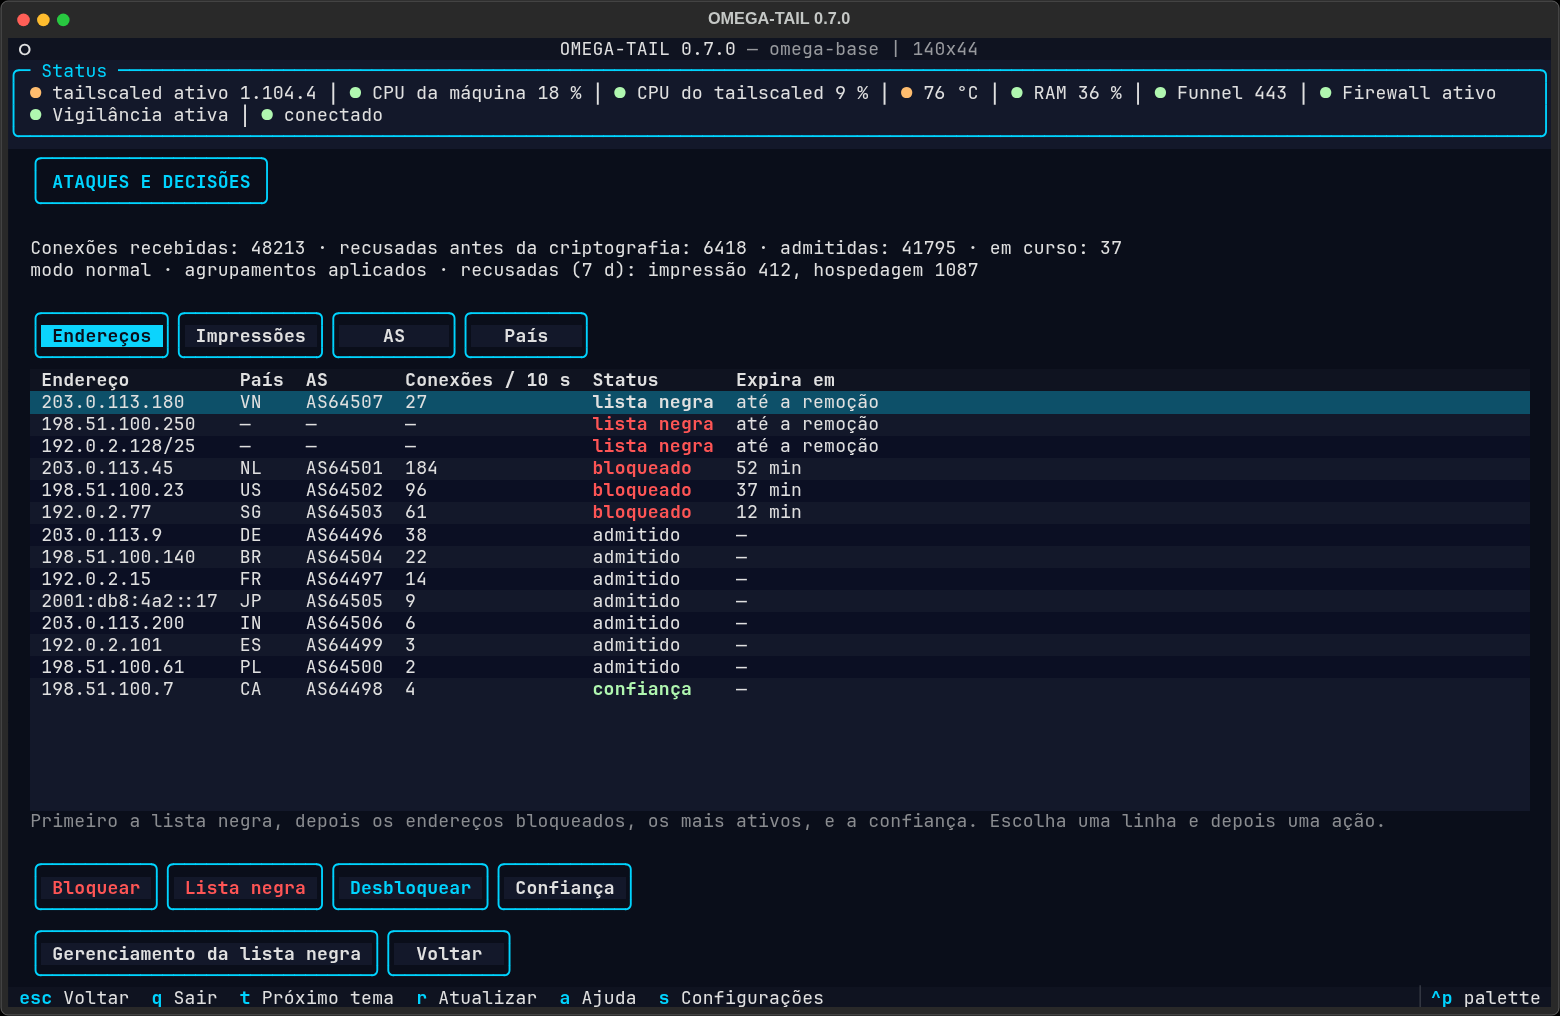 OMEGA-TAIL 0.7.0
OMEGA-TAIL 0.7.0 — omega-base | 140x44
Status
tailscaled ativo 1.104.4 | CPU da máquina 18 % | CPU do tailscaled 9 % | 76 °C | RAM 36 % | Funnel 443 | Firewall ativo
Vigilância ativa | conectado
ATAQUES E DECISÕES
Conexões recebidas: 48213 · recusadas antes da criptografia: 6418 · admitidas: 41795 · em curso: 37
modo normal · agrupamentos aplicados · recusadas (7 d): impressão 412, hospedagem 1087
Endereços Impressões AS País
Endereço País AS Conexões / 10 s Status Expira em
203.0.113.180 VN AS64507 27 lista negra até a remoção
198.51.100.250 — — — lista negra até a remoção
192.0.2.128/25 — — — lista negra até a remoção
203.0.113.45 NL AS64501 184 bloqueado 52 min
198.51.100.23 US AS64502 96 bloqueado 37 min
192.0.2.77 SG AS64503 61 bloqueado 12 min
203.0.113.9 DE AS64496 38 admitido —
198.51.100.140 BR AS64504 22 admitido —
192.0.2.15 FR AS64497 14 admitido —
2001:db8:4a2::17 JP AS64505 9 admitido —
203.0.113.200 IN AS64506 6 admitido —
192.0.2.101 ES AS64499 3 admitido —
198.51.100.61 PL AS64500 2 admitido —
198.51.100.7 CA AS64498 4 confiança —
Primeiro a lista negra, depois os endereços bloqueados, os mais ativos, e a confiança. Escolha uma linha e depois uma ação.
Bloquear Lista negra Desbloquear Confiança
Gerenciamento da lista negra Voltar
esc Voltar q Sair t Próximo tema r Atualizar a Ajuda s Configurações ^p palette